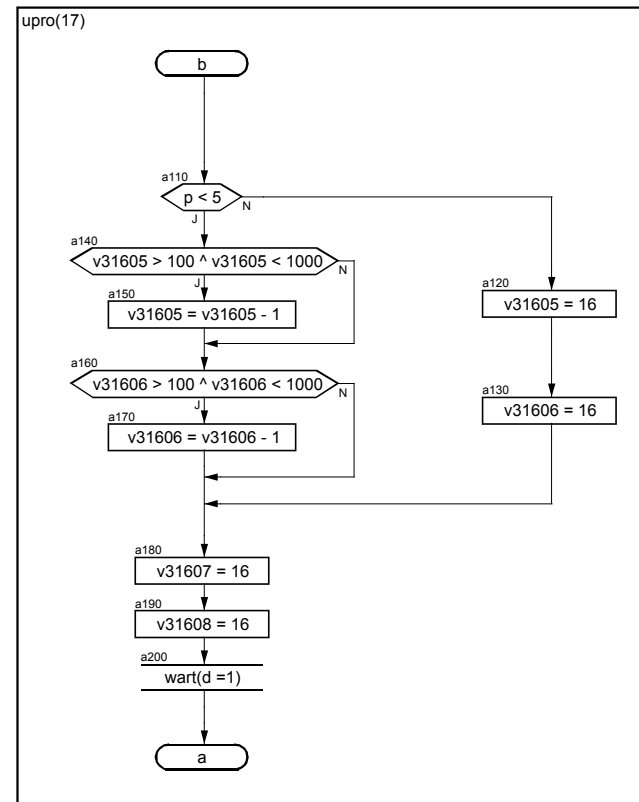 upro(17)
b
a110
p < 5
N
J
a140
v31605 > 100 ^ v31605 < 1000
N
J
a150
v31605 = v31605 - 1
a120
v31605 = 16
a160
v31606 > 100 ^ v31606 < 1000
N
J
a170
v31606 = v31606 - 1
a130
v31606 = 16
a180
v31607 = 16
a190
v31608 = 16
a200
wart(d =1)
a